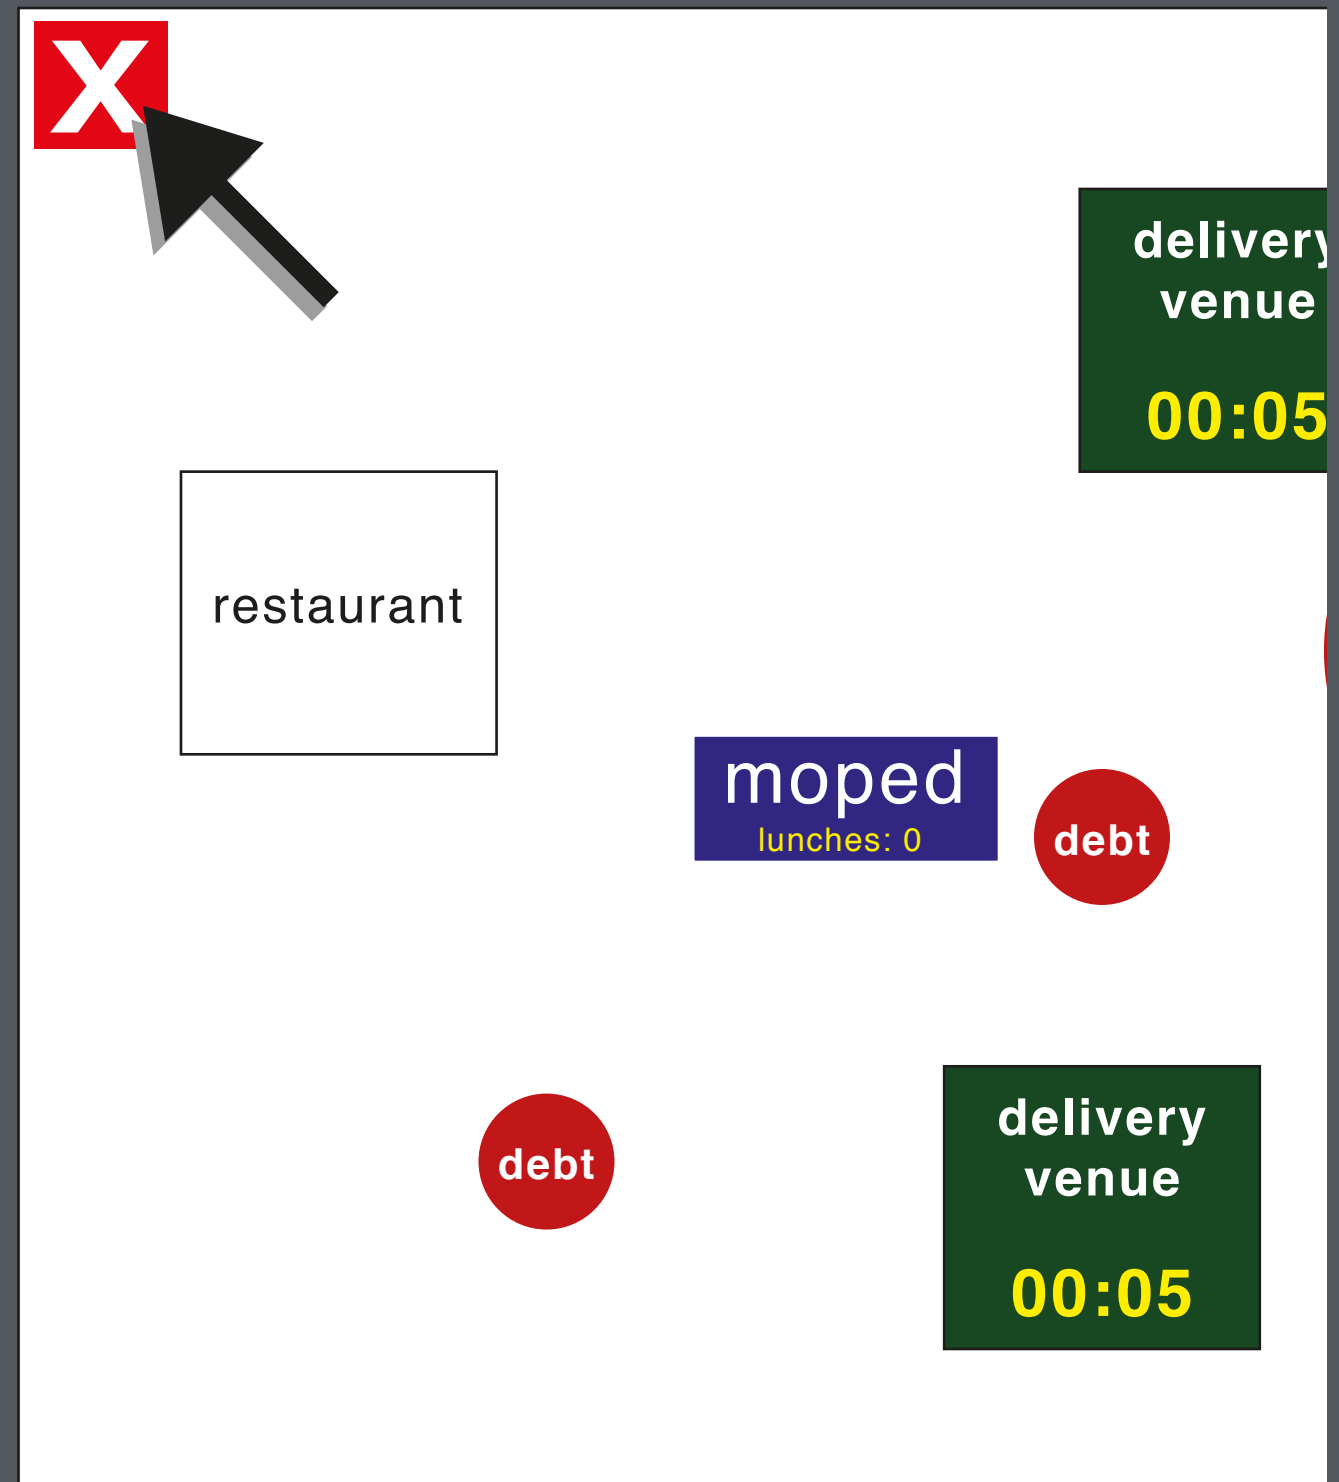 X
delivery
venue
00:05
restaurant
moped
lunches: 0
debt
debt
delivery
venue
00:05